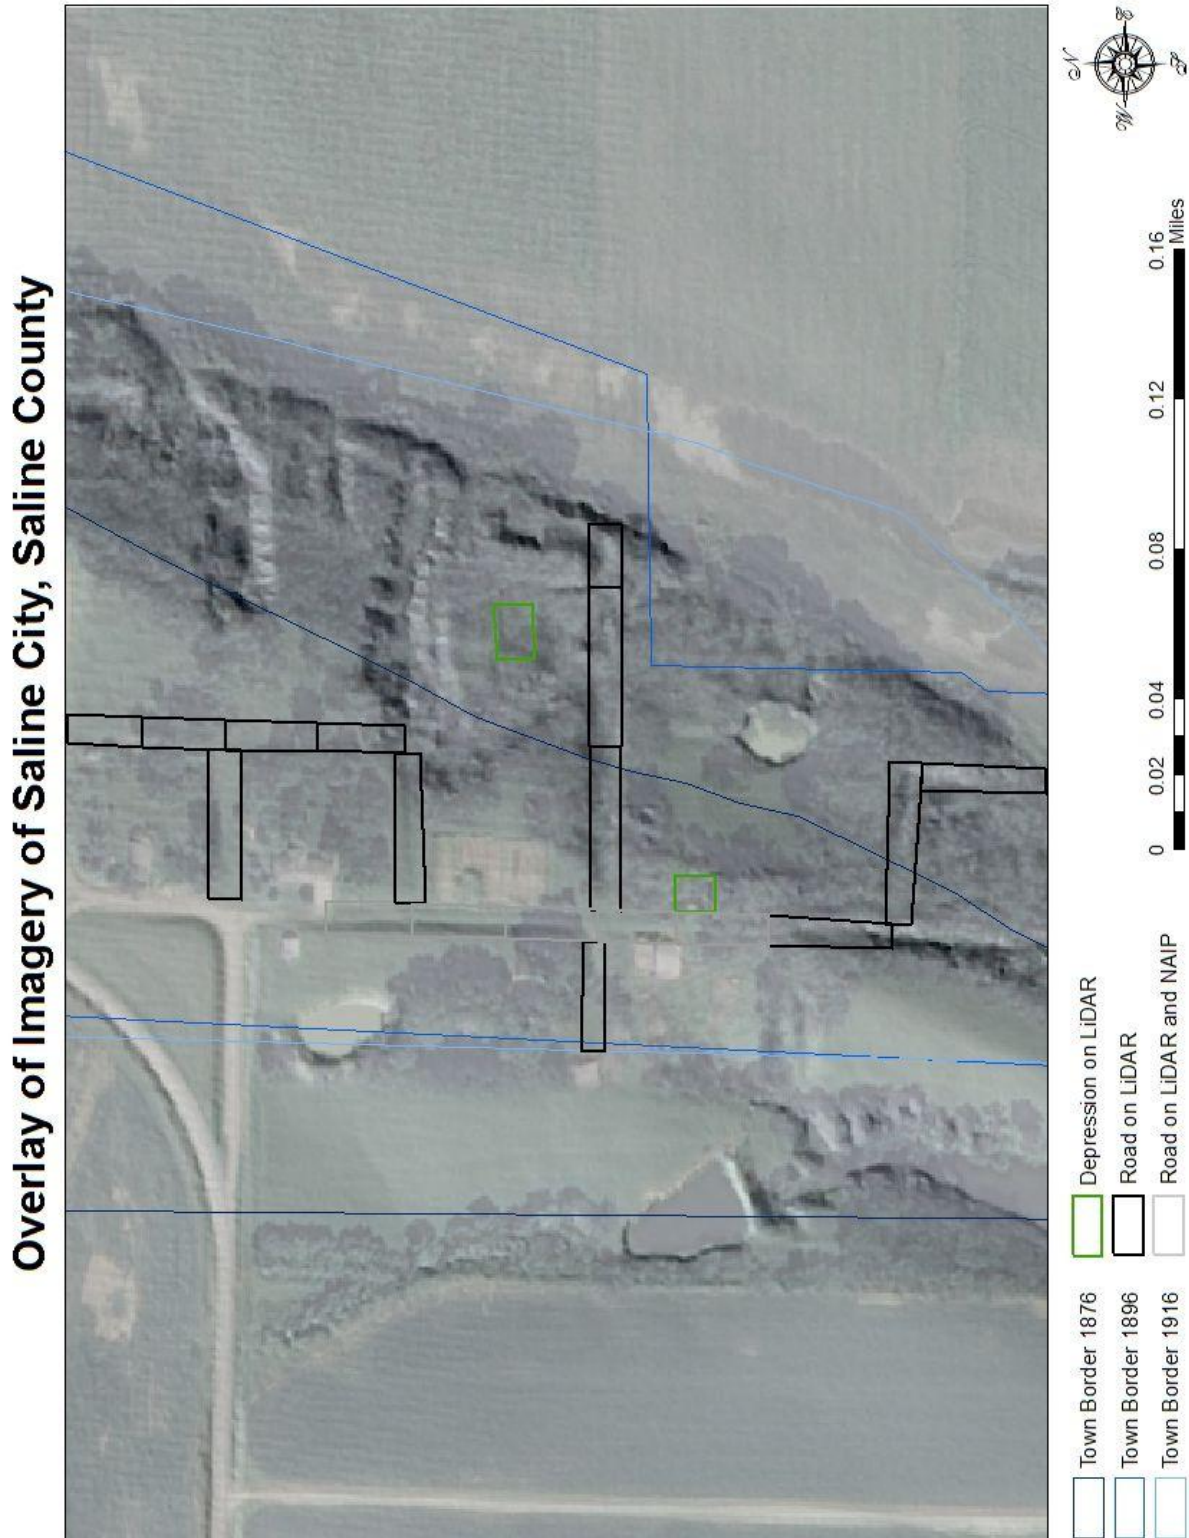 Overlay of Imagery of Saline City, Saline County
Town Border 1876
Town Border 1896
Town Border 1916
Depression on LiDAR
Road on LiDAR
Road on LiDAR and NAIP
0 0.02 0.04 0.08 0.12 0.16
Miles
N
W E
S